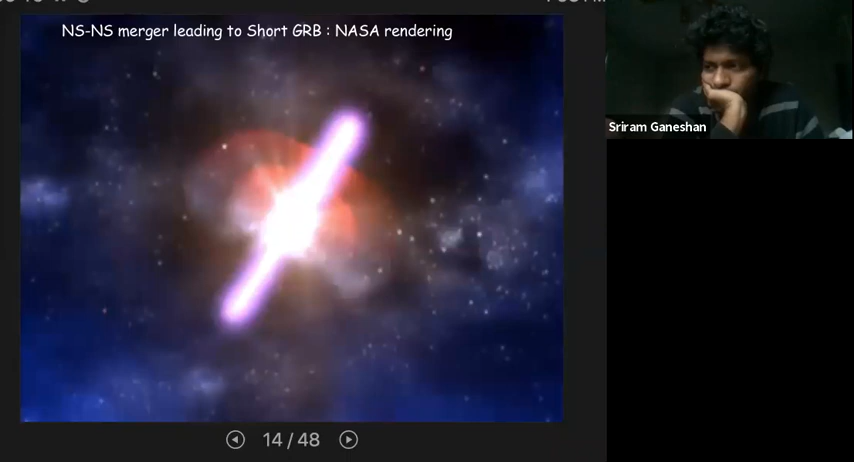 NS-NS merger leading to Short GRB : NASA rendering
Sriram Ganeshan
14 / 48